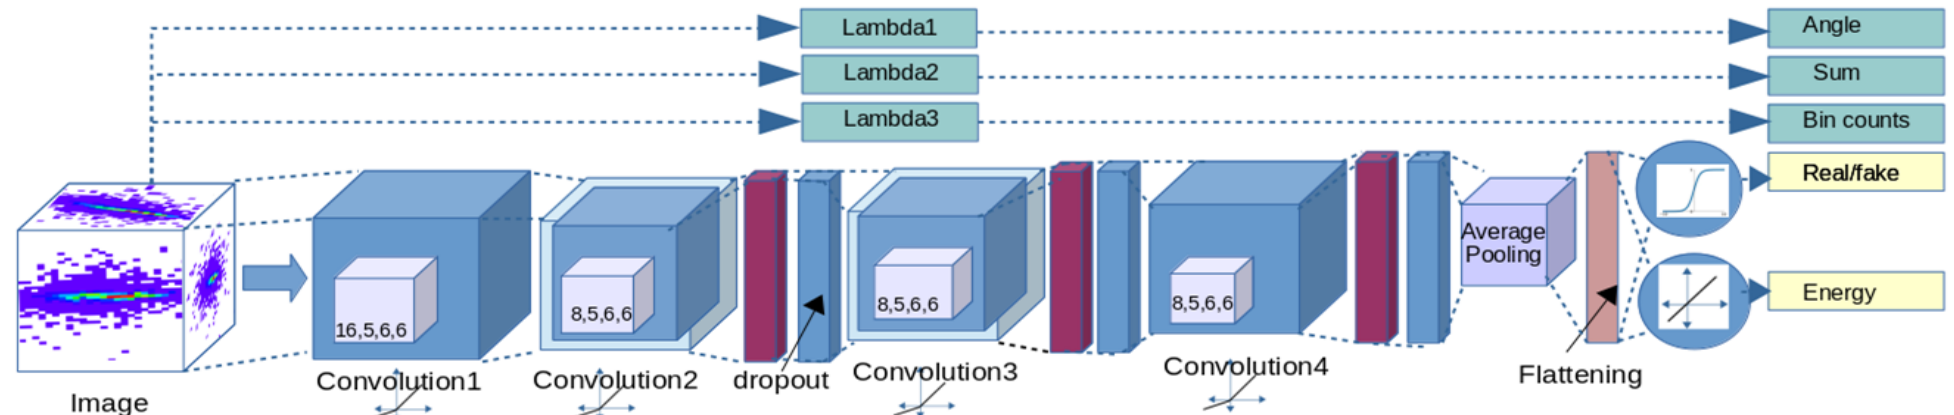 Lambda1
Angle
Lambda2
Sum
Lambda3
Bin counts
Real/fake
Average
Pooling
Energy
16,5,6,6
8,5,6,6
8,5,6,6
8,5,6,6
Image
Convolution1
Convolution2
dropout
Convolution3
Convolution4
Flattening